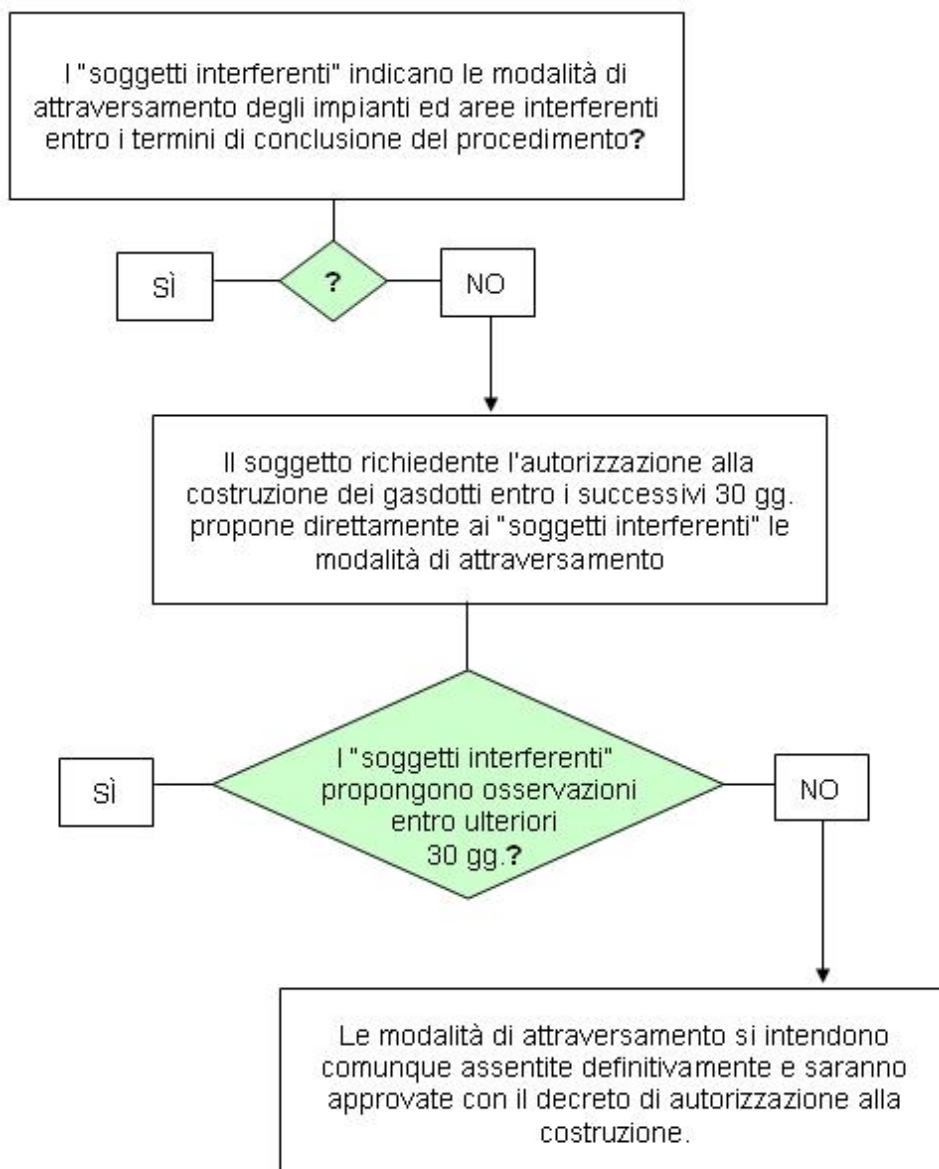 I "soggetti interferenti" indicano le modalità di
attraversamento degli impianti ed aree interferenti
entro i termini di conclusione del procedimento?
SÌ
?
NO
Il soggetto richiedente l'autorizzazione alla
costruzione dei gasdotti entro i successivi 30 gg.
propone direttamente ai "soggetti interferenti" le
modalità di attraversamento
SÌ
I "soggetti interferenti"
propongono osservazioni
entro ulteriori
30 gg.?
NO
Le modalità di attraversamento si intendono
comunque assentite definitivamente e saranno
approvate con il decreto di autorizzazione alla
costruzione.